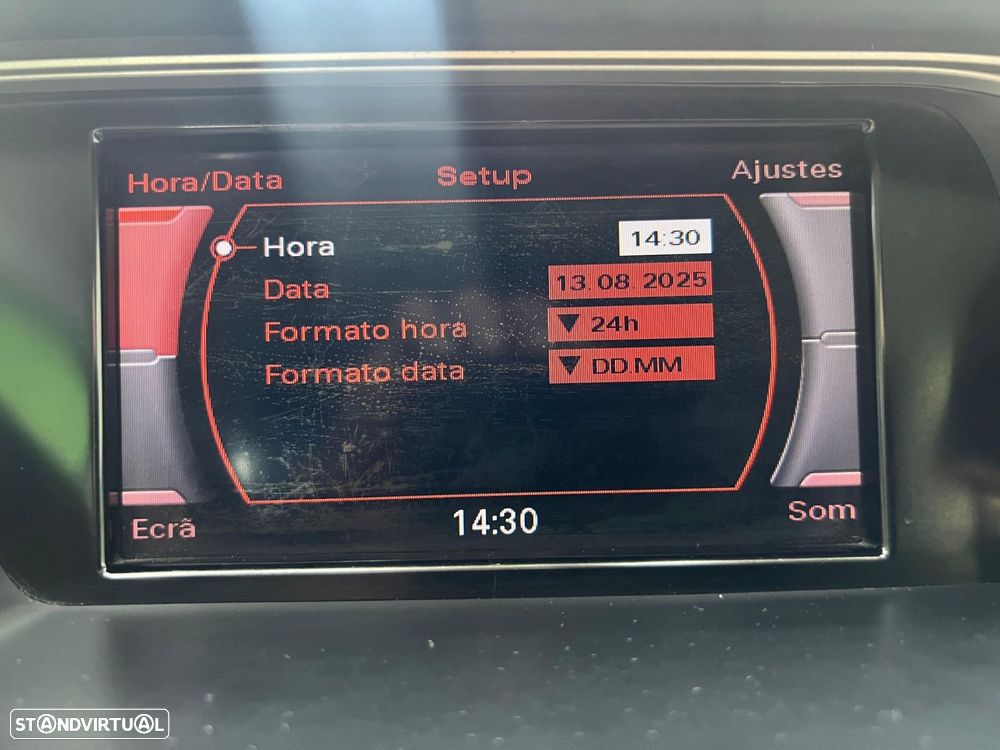 Hora/Data Setup Ajustes
Hora 14:30
Data 13.08.2025
Formato hora 24h
Formato data DD.MM
Ecrã 14:30 Som
STANDVIRTUAL